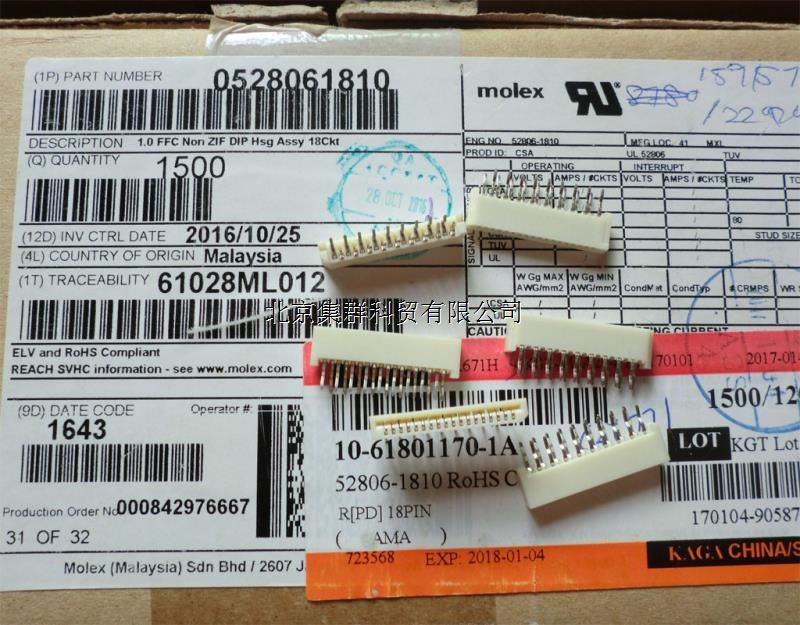 (1P) PART NUMBER 0528061810
DESCRIPTION 1.0 FFC Non ZIF DIP Hsg Assy 18Ckt
(Q) QUANTITY 1500
(12D) INV CTRL DATE 2016/10/25
(4L) COUNTRY OF ORIGIN Malaysia
(1T) TRACEABILITY 61028ML012
ELV and RoHS Compliant
REACH SVHC information - see www.molex.com
(9D) DATE CODE
1643
Operator #:
Production Order No 000842976667
31 OF 32
Molex (Malaysia) Sdn Bhd / 2607
QA
28 OCT 2016
molex
ENG NO. 52806-1810 MFG LOC. 41 MXL
PROD ID: CSA UL 52806 TUV
OPERATING INTERRUPT
VOLTS AMPS / #CKTS VOLTS AMPS / #CKTS TEMP
80
STUD SIZE
TUV
UL
W Gg MAX W Gg MIN
AWG/mm2 AWG/mm2 CondMat CondTyp # CRMPS WR
CSA
北京集群科贸有限公司
671H 70101 2017-01
1500/12
10-61801170-1A
LOT KGT Lot
52806-1810 RoHS C
R[PD] 18PIN
( AMA )
170104-90587
723568 EXP: 2018-01-04
KAGA CHINA/S